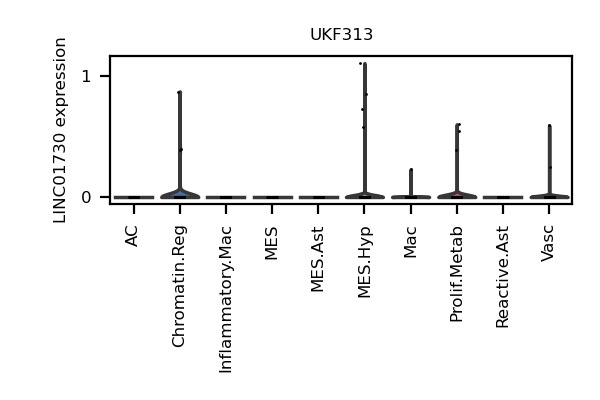 UKF313
LINC01730 expression
1
0
AC
Chromatin.Reg
Inflammatory.Mac
MES
MES.Ast
MES.Hyp
Mac
Prolif.Metab
Reactive.Ast
Vasc